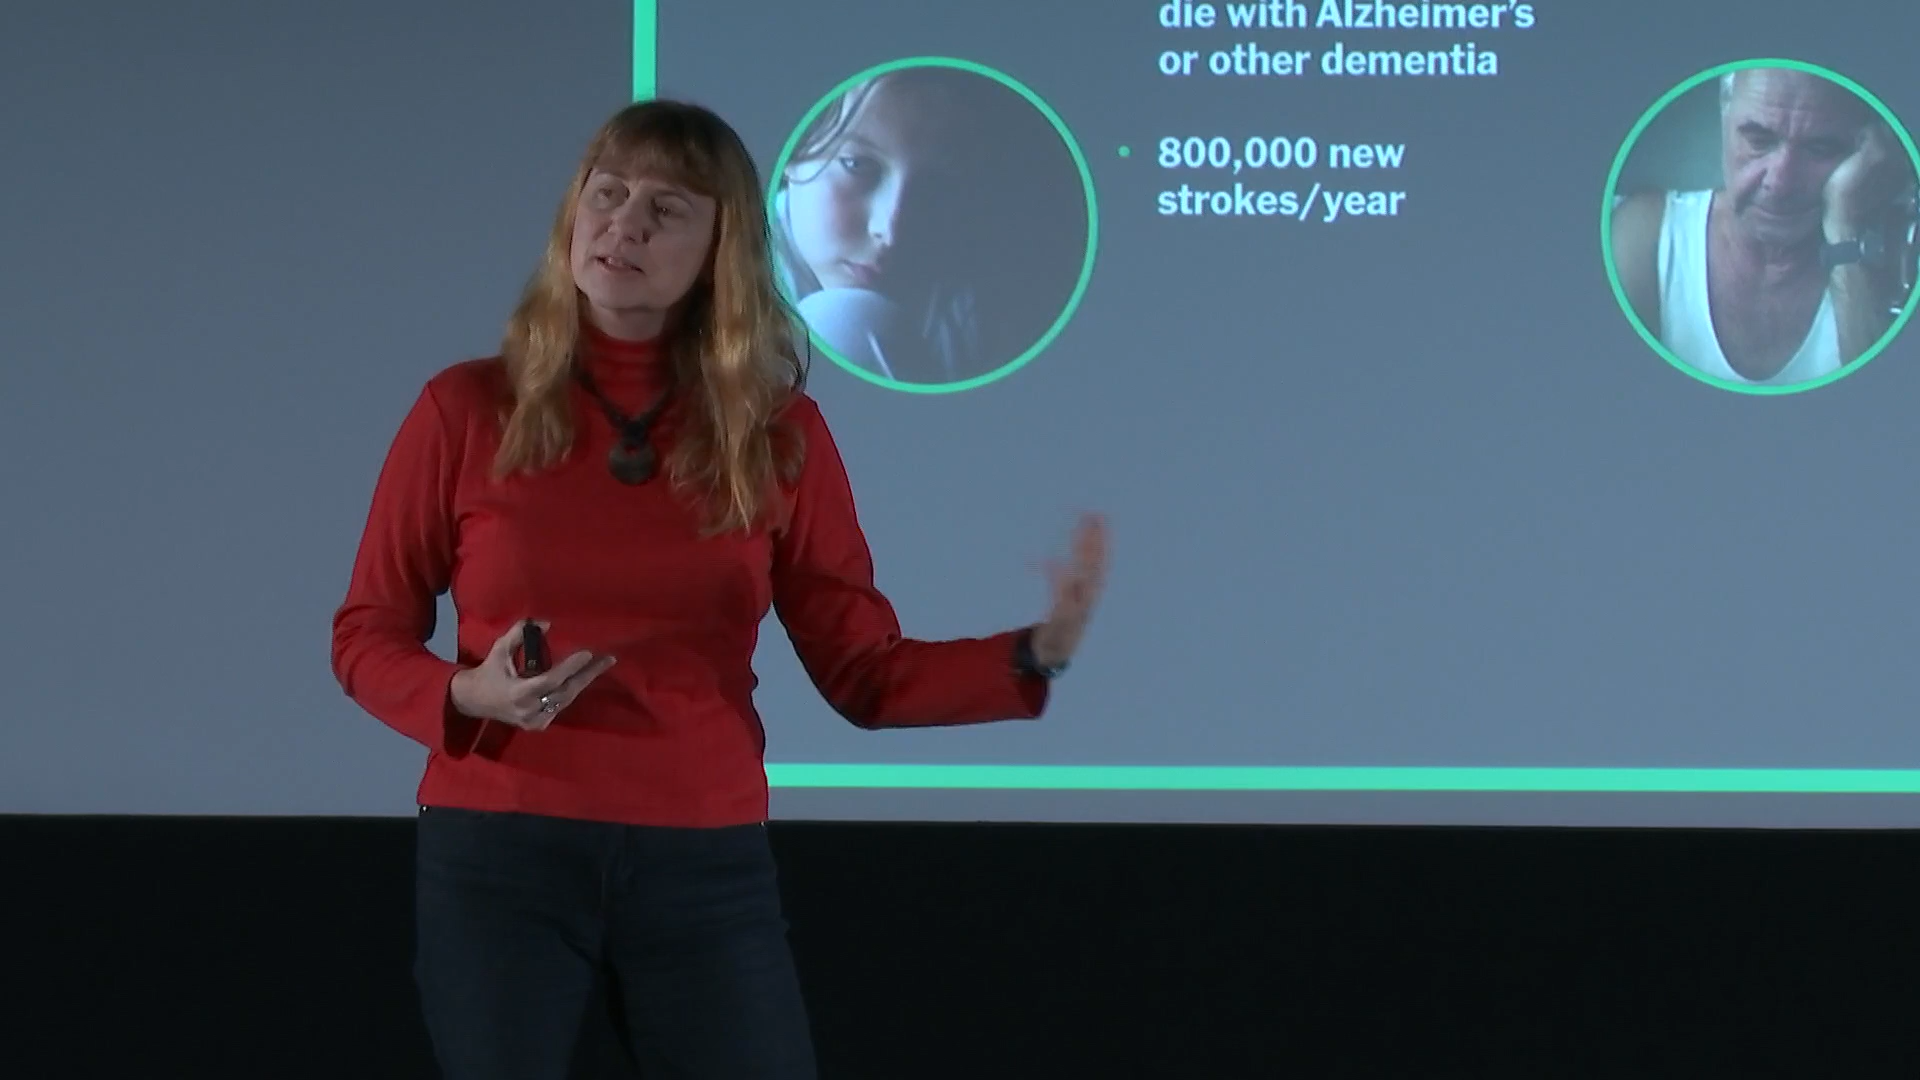 die with Alzheimer's
or other dementia
800,000 new
strokes/year